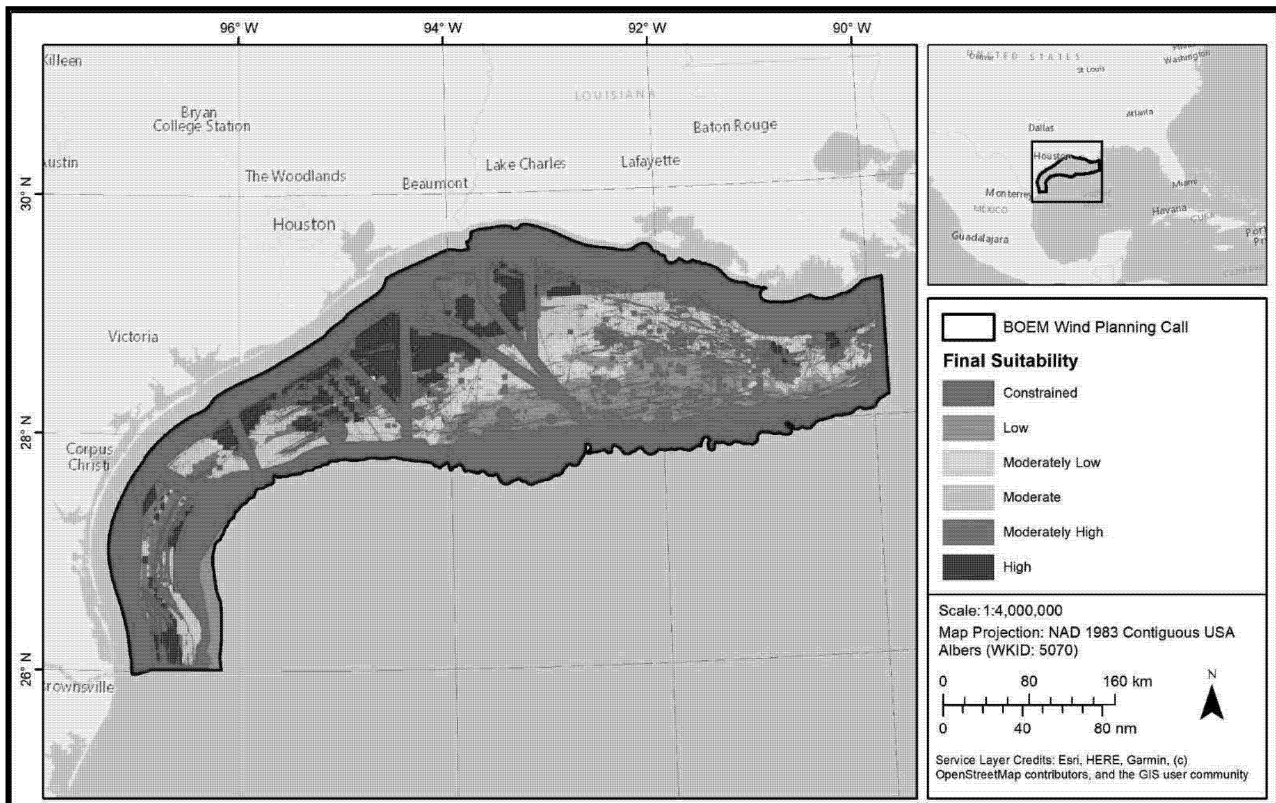 96° W
94° W
92° W
90° W
Killeen
LOUISIANA
Bryan
College Station
Baton Rouge
Austin
Lake Charles
Lafayette
The Woodlands
Beaumont
30° N
Houston
Victoria
28° N
Corpus
Christi
26° N
Brownsville
UNITED STATES
Denver
Washington
St Louis
Atlanta
Dallas
Houston
Monterrey
Miami
MÉXICO
Havana
CUBA
Guadalajara
BOEM Wind Planning Call
Final Suitability
Constrained
Low
Moderately Low
Moderate
Moderately High
High
Scale: 1:4,000,000
Map Projection: NAD 1983 Contiguous USA
Albers (WKID: 5070)
0 80 160 km
N
0 40 80 nm
Service Layer Credits: Esri, HERE, Garmin, (c)
OpenStreetMap contributors, and the GIS user community